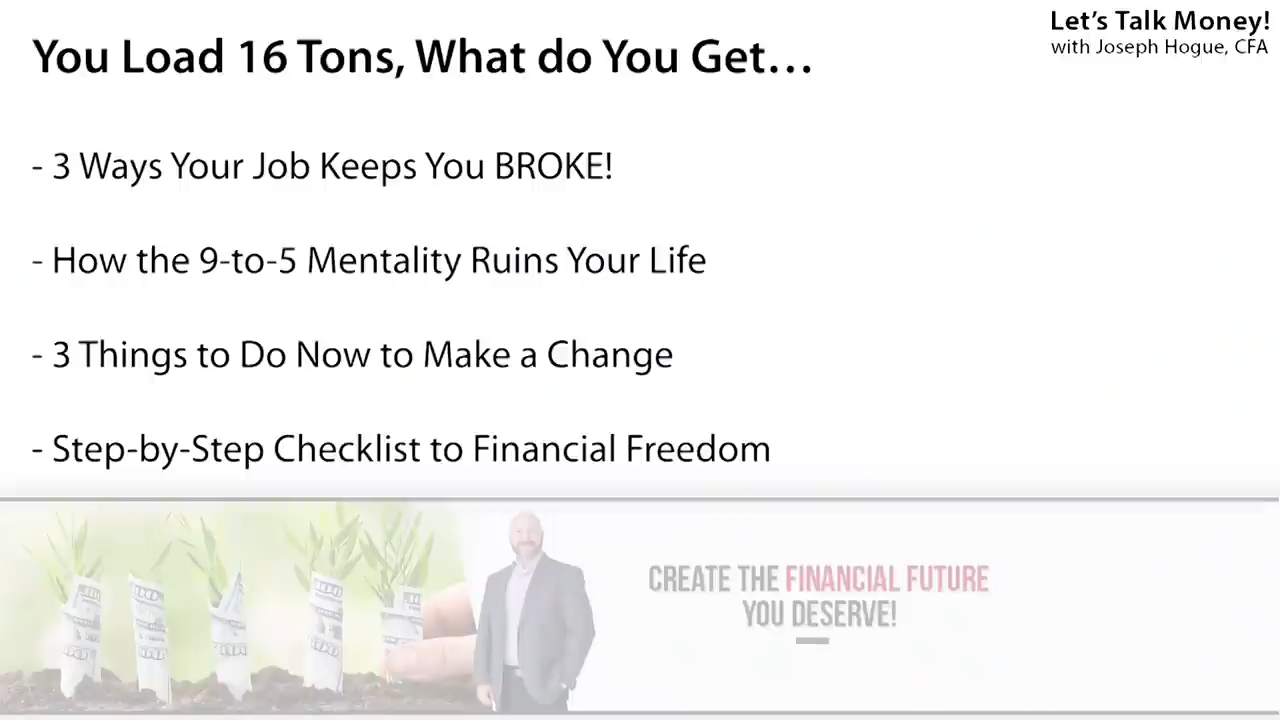 Let's Talk Money!
with Joseph Hogue, CFA
You Load 16 Tons, What do You Get…
- 3 Ways Your Job Keeps You BROKE!
- How the 9-to-5 Mentality Ruins Your Life
- 3 Things to Do Now to Make a Change
- Step-by-Step Checklist to Financial Freedom
CREATE THE FINANCIAL FUTURE
YOU DESERVE!